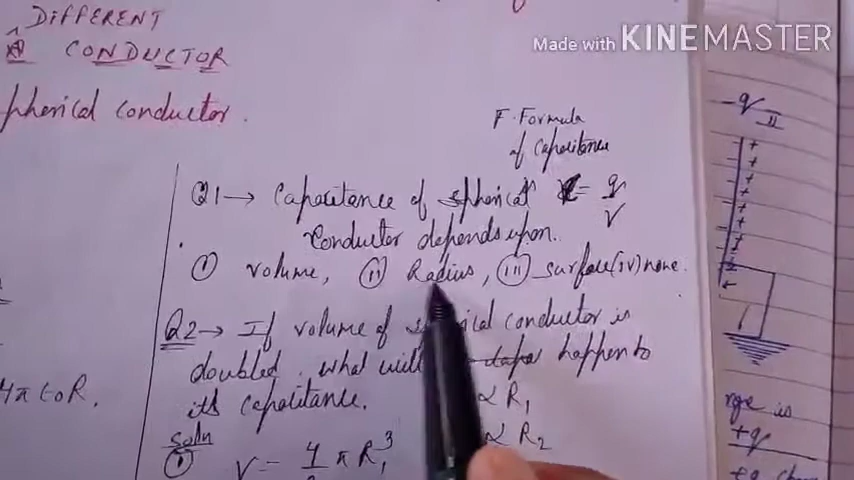 DIFFERENT
CONDUCTOR
pherical conductor.
Made with KINEMASTER
F. Formula
of Capacitance
Q1→ Capacitance of spherical
C = q/V
Conductor depends upon.
(i) volume, (ii) Radius, (iii) surface (iv) none.
Q2→ If volume of spherical conductor is
doubled. what will happen to
its capacitance.
∝ R₁
∝ R₂
Soln
(i) V = 4 π R₁³
4π ε0 R.
-q
II
rge is
+q